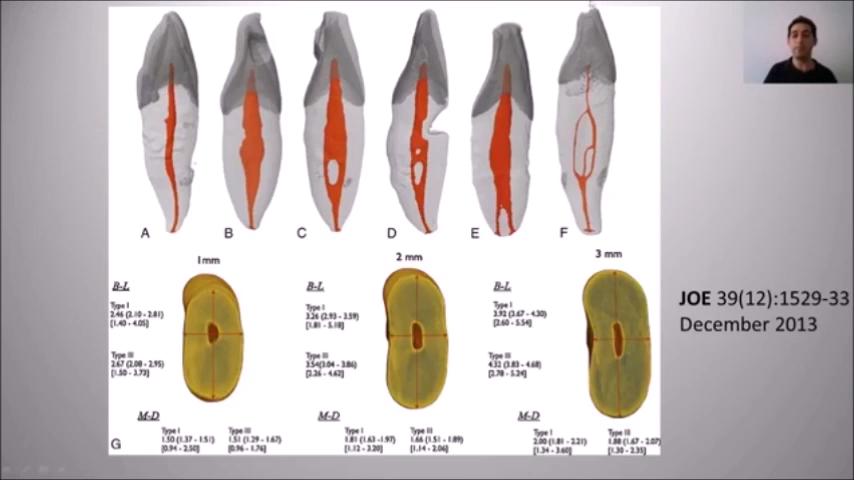 A
B
C
D
E
F
1mm
2 mm
3 mm
B-L
Type I
2.46 (2.10 - 2.81)
[1.40 - 4.05]
Type III
2.67 (2.08 - 2.95)
[1.50 - 3.73]
B-L
Type I
3.26 (2.93 - 3.59)
[1.81 - 5.18]
Type III
3.54(3.04 - 3.86)
[2.26 - 4.62]
B-L
Type I
3.92 (3.67 - 4.30)
[2.60 - 5.54]
Type III
4.32 (3.83 - 4.68)
[2.78 - 5.24]
JOE 39(12):1529-33
December 2013
M-D
Type I
1.50 (1.37 - 1.51)
[0.94 - 2.50]
Type III
1.51 (1.29 - 1.67)
[0.96 - 1.76]
M-D
Type I
1.81 (1.63 -1.97)
[1.12 - 3.20]
Type III
1.66 (1.51 - 1.89)
[1.14 - 2.06]
M-D
Type I
2.00 (1.81 - 2.21)
[1.34 - 3.60]
Type III
1.88 (1.67 - 2.07)
[1.30 - 2.35]
G